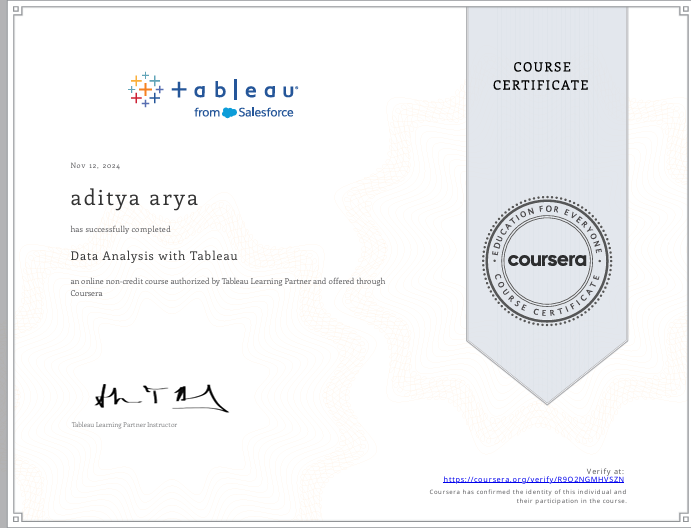 +ableau
from Salesforce
COURSE
CERTIFICATE
Nov 12, 2024
aditya arya
has successfully completed
Data Analysis with Tableau
an online non-credit course authorized by Tableau Learning Partner and offered through
Coursera
EDUCATION FOR EVERYONE
coursera
COURSE CERTIFICATE
Tableau Learning Partner Instructor
Verify at:
https://coursera.org/verify/R9O2NGMHVSZN
Coursera has confirmed the identity of this individual and
their participation in the course.